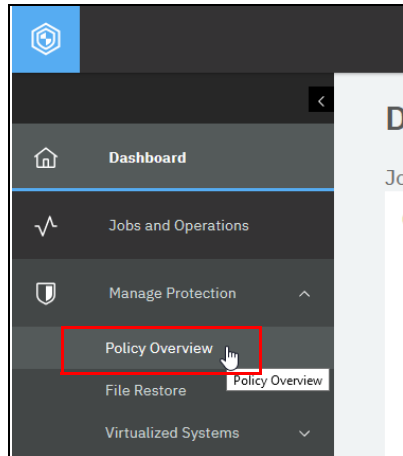 Dashboard
Jobs and Operations
Manage Protection
Policy Overview
Policy Overview
File Restore
Virtualized Systems